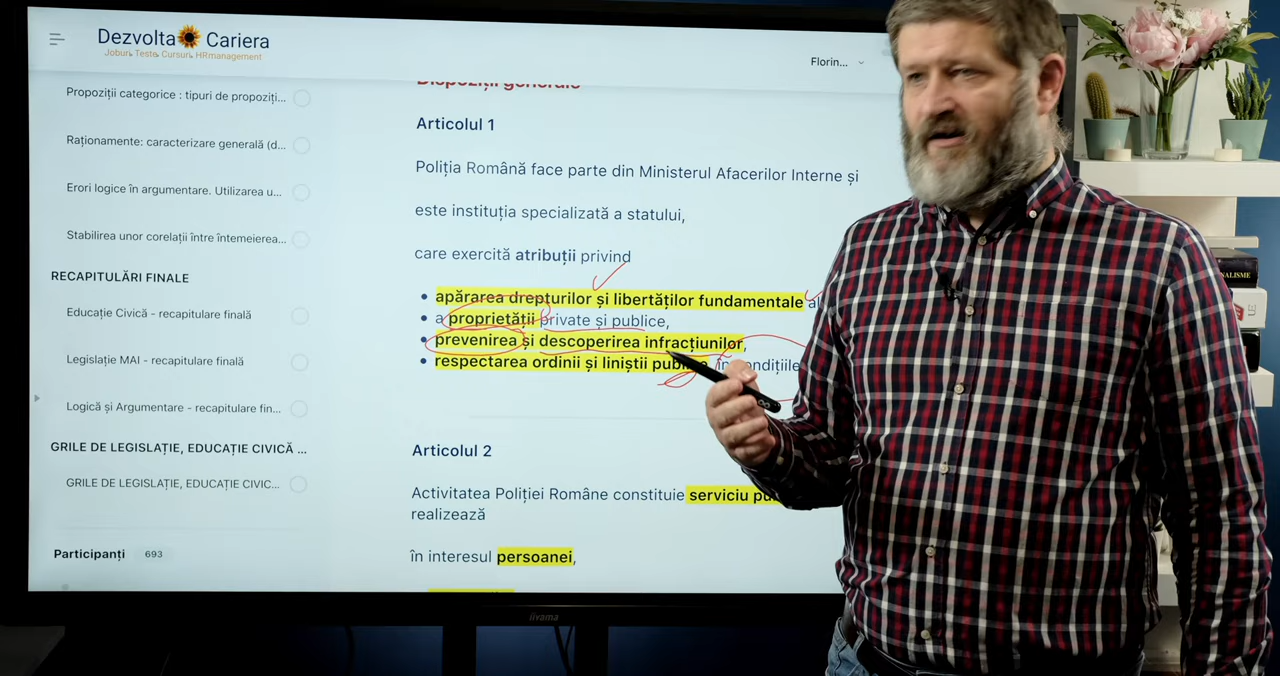 Dezvolta Cariera
Joburi, Teste, Cursuri, HRmanagement
Florin...
Propoziții categorice : tipuri de propoziți...
Raționamente: caracterizare generală (d...
Erori logice în argumentare. Utilizarea u...
Stabilirea unor corelații între întemeierea...
RECAPITULĂRI FINALE
Educație Civică - recapitulare finală
Legislație MAI - recapitulare finală
Logică și Argumentare - recapitulare fin...
GRILE DE LEGISLAȚIE, EDUCAȚIE CIVICĂ ...
GRILE DE LEGISLAȚIE, EDUCAȚIE CIVIC...
Participanți 693
Dispoziții generale
Articolul 1
Poliția Română face parte din Ministerul Afacerilor Interne și
este instituția specializată a statului,
care exercită atribuții privind
apărarea drepturilor și libertăților fundamentale al
a proprietății private și publice,
prevenirea și descoperirea infracțiunilor,
respectarea ordinii și liniștii în condițiile
Articolul 2
Activitatea Poliției Române constituie serviciu
realizează
în interesul persoanei,
iiyama